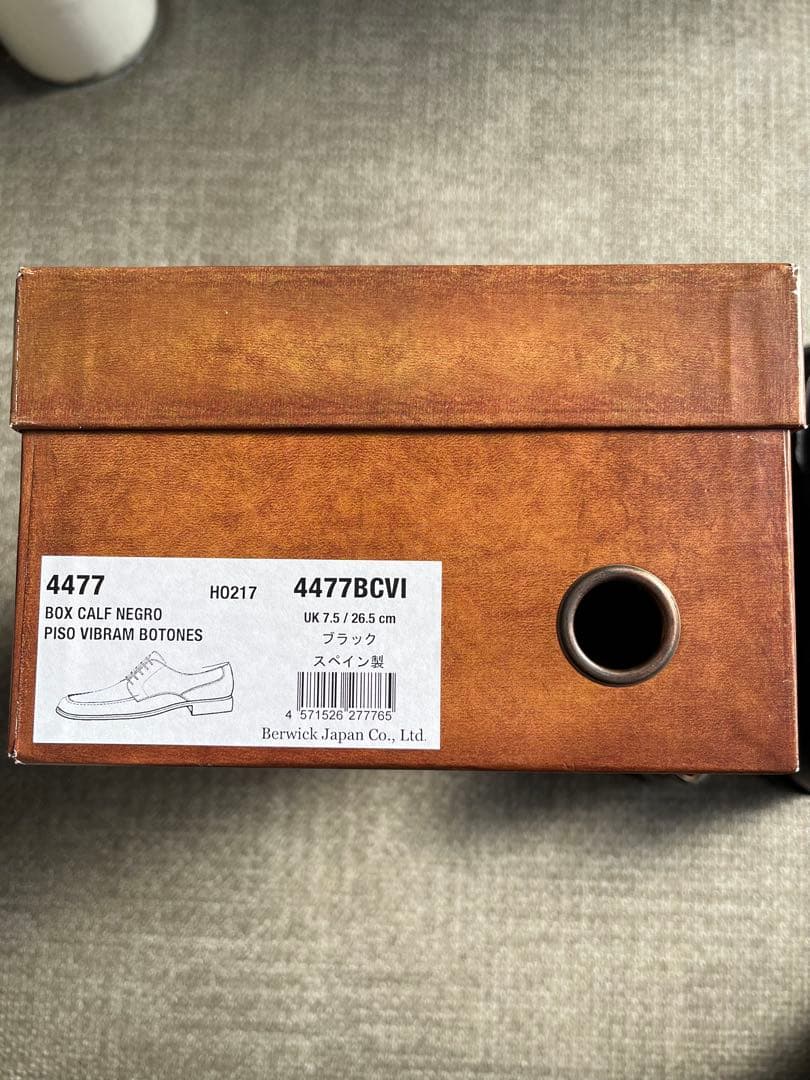 4477
HO217
4477BCVI
BOX CALF NEGRO
PISO VIBRAM BOTONES
UK 7.5 / 26.5 cm
ブラック
スペイン製
4 571526 277765
Berwick Japan Co., Ltd.